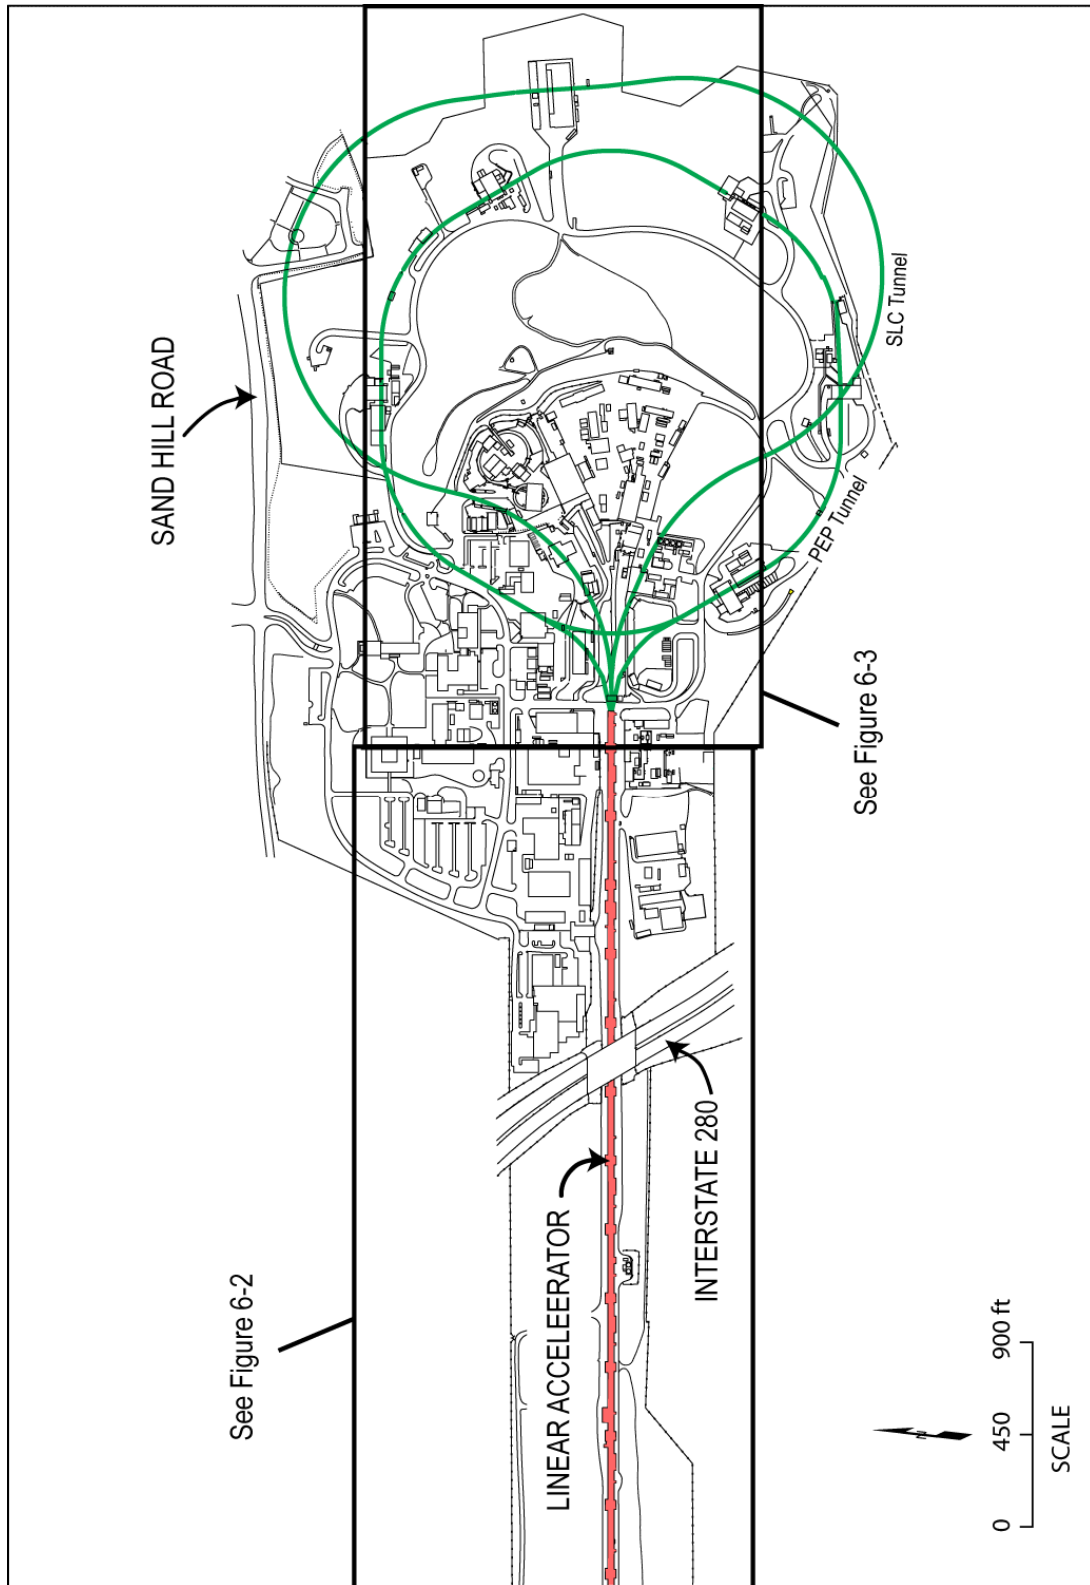 SAND HILL ROAD
SLC Tunnel
PEP Tunnel
See Figure 6-3
See Figure 6-2
LINEAR ACCELEERATOR
INTERSTATE 280
0 450 900 ft
SCALE